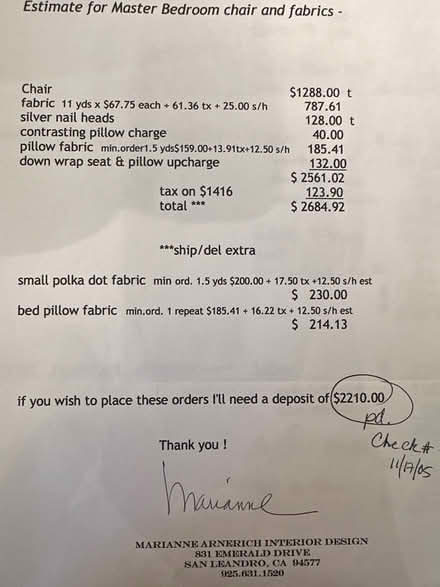 Estimate for Master Bedroom chair and fabrics -
Chair $1288.00 t
fabric 11 yds x $67.75 each + 61.36 tx + 25.00 s/h 787.61
silver nail heads 128.00 t
contrasting pillow charge 40.00
pillow fabric min.order1.5 yds$159.00+13.91tx+12.50 s/h 185.41
down wrap seat & pillow upcharge 132.00
$ 2561.02
tax on $1416 123.90
total *** $ 2684.92
***ship/del extra
small polka dot fabric min ord. 1.5 yds $200.00 + 17.50 tx +12.50 s/h est
$ 230.00
bed pillow fabric min.ord. 1 repeat $185.41 + 16.22 tx + 12.50 s/h est
$ 214.13
if you wish to place these orders I'll need a deposit of $2210.00
pd.
Check#
11/17/05
Thank you !
Marianne
MARIANNE ARNERICH INTERIOR DESIGN
831 EMERALD DRIVE
SAN LEANDRO, CA 94577
925.631.1520